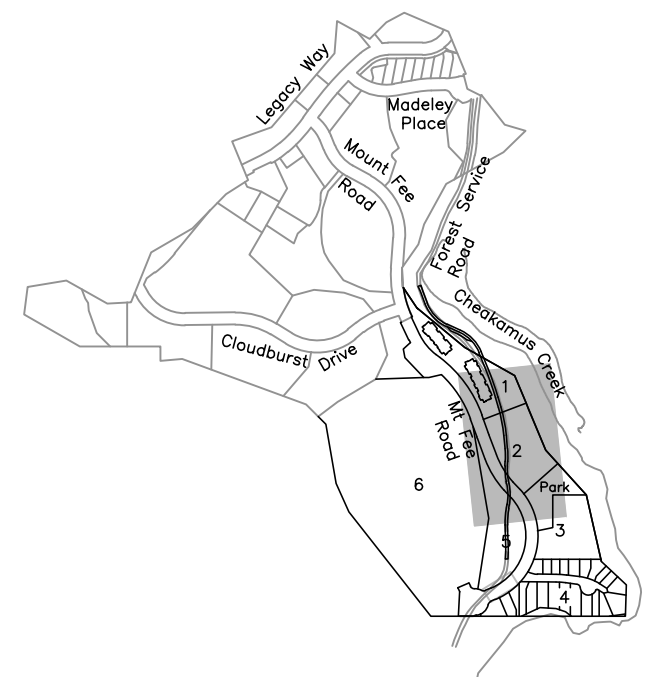 Legacy Way
Madeley
Place
Mount Fee
Road
Forest Service
Road
Cheakamus Creek
Cloudburst Drive
1
Mt Fee
Road
2
6
Park
3
5
4